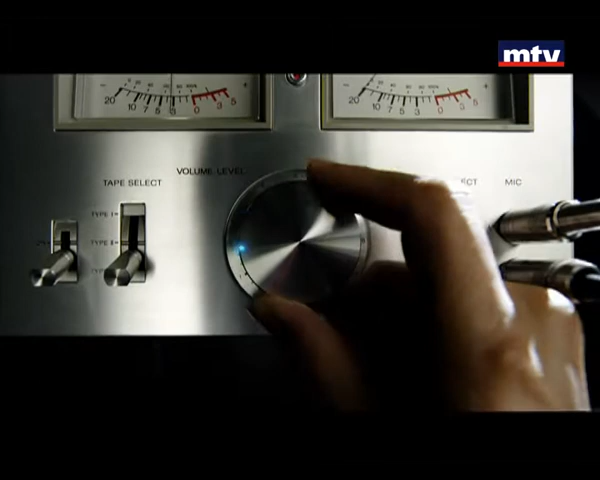 mtv
- 20 10 7 5 3 0 3 5 +
- 20 10 7 5 3 0 3 5 +
VOLUME LEVEL
TAPE SELECT
MIC
TYPE I
TYPE II